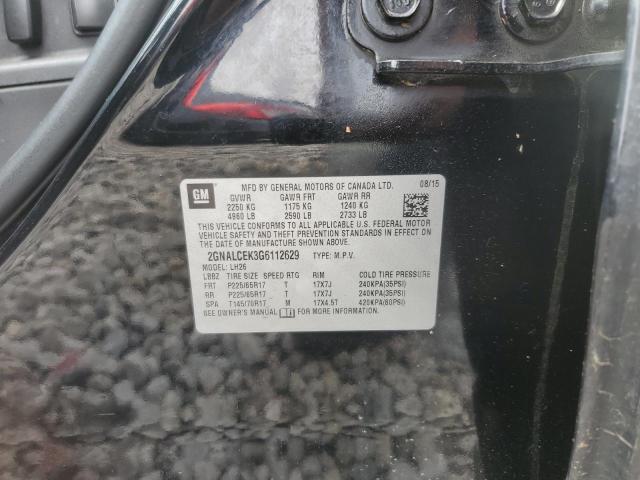 GM
MFD BY GENERAL MOTORS OF CANADA LTD. 08/15
GVWR GAWR FRT GAWR RR
2250 KG 1175 KG 1240 KG
4960 LB 2590 LB 2733 LB
THIS VEHICLE CONFORMS TO ALL APPLICABLE U.S. FEDERAL MOTOR
VEHICLE SAFETY AND THEFT PREVENTION STANDARDS IN EFFECT
ON THE DATE OF MANUFACTURE SHOWN ABOVE.
2GNALCEK3G6112629 TYPE: M.P.V.
MODEL: LH26
LBBZ TIRE SIZE SPEED RTG RIM COLD TIRE PRESSURE
FRT P225/65R17 T 17X7J 240KPA(35PSI)
RR P225/65R17 T 17X7J 240KPA(35PSI)
SPA T145/70R17 M 17X4.5T 420KPA(60PSI)
SEE OWNER'S MANUAL FOR MORE INFORMATION.